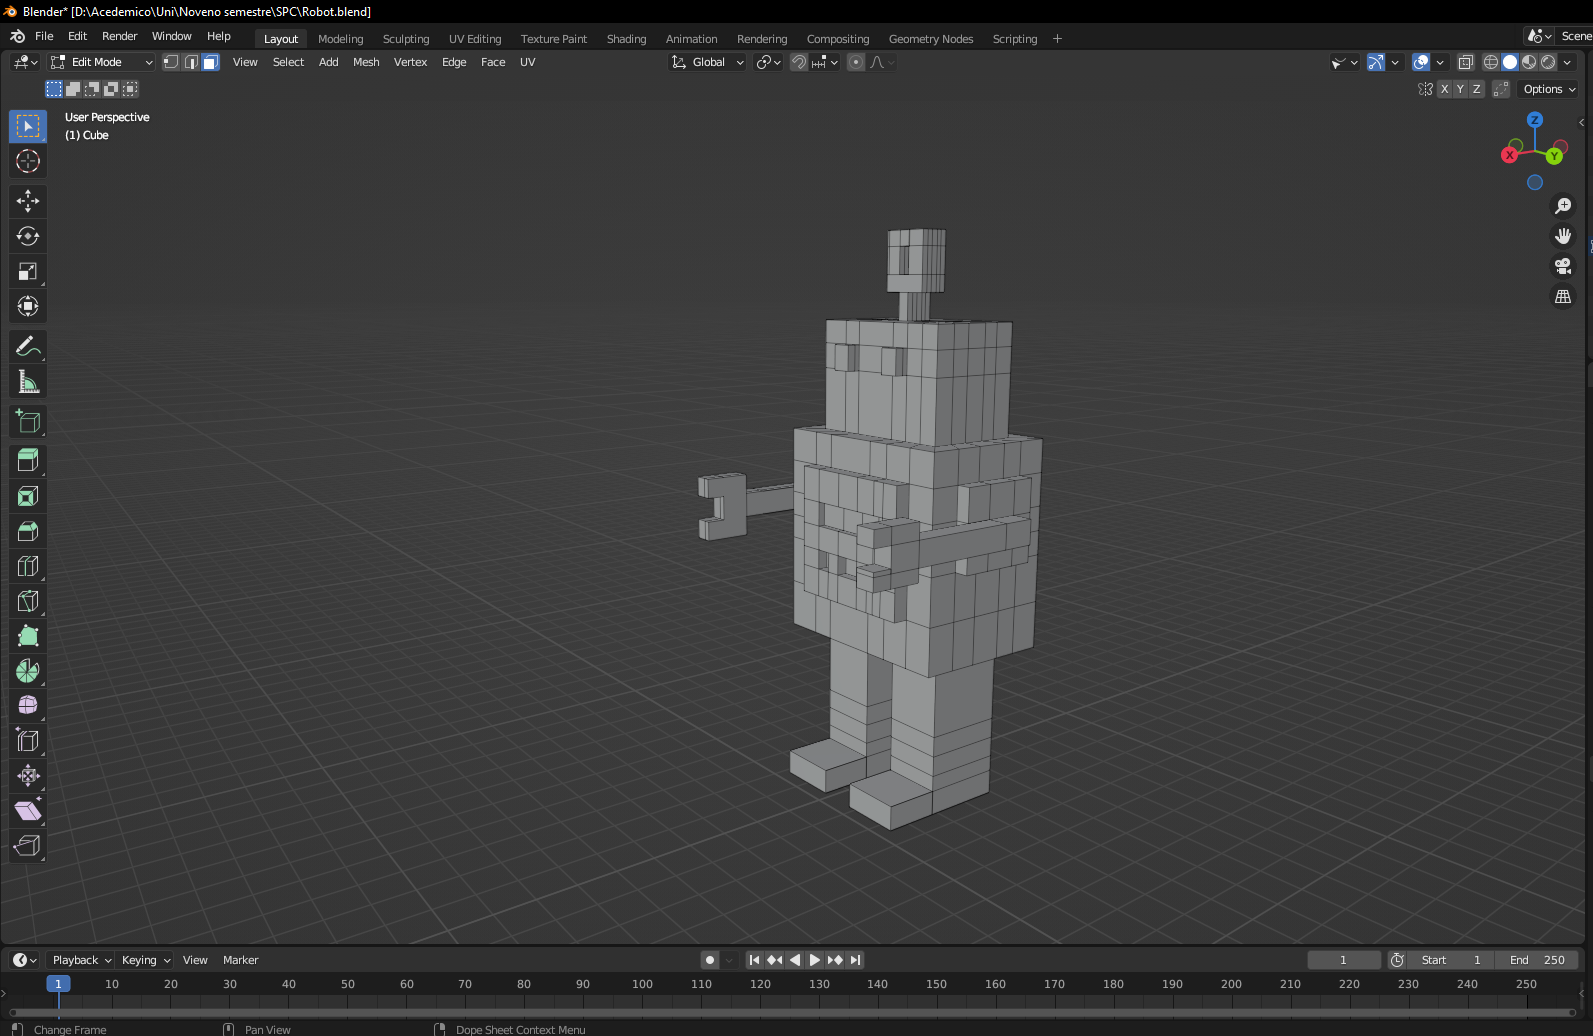 Blender* [D:\Acedemico\Uni\Noveno semestre\SPC\Robot.blend]
File Edit Render Window Help Layout Modeling Sculpting UV Editing Texture Paint Shading Animation Rendering Compositing Geometry Nodes Scripting + Scene
Edit Mode View Select Add Mesh Vertex Edge Face UV Global
X Y Z Options
User Perspective
(1) Cube
Z
X Y
Playback Keying View Marker 1 Start 1 End 250
1 10 20 30 40 50 60 70 80 90 100 110 120 130 140 150 160 170 180 190 200 210 220 230 240 250
Change Frame Pan View Dope Sheet Context Menu